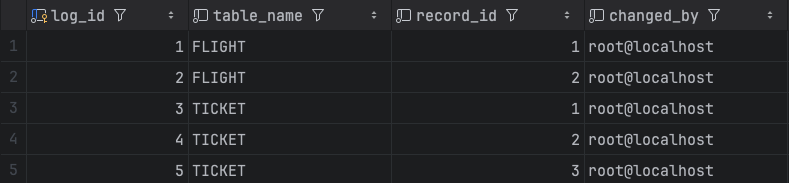 log_id table_name record_id changed_by
1 1 FLIGHT 1 root@localhost
2 2 FLIGHT 2 root@localhost
3 3 TICKET 1 root@localhost
4 4 TICKET 2 root@localhost
5 5 TICKET 3 root@localhost